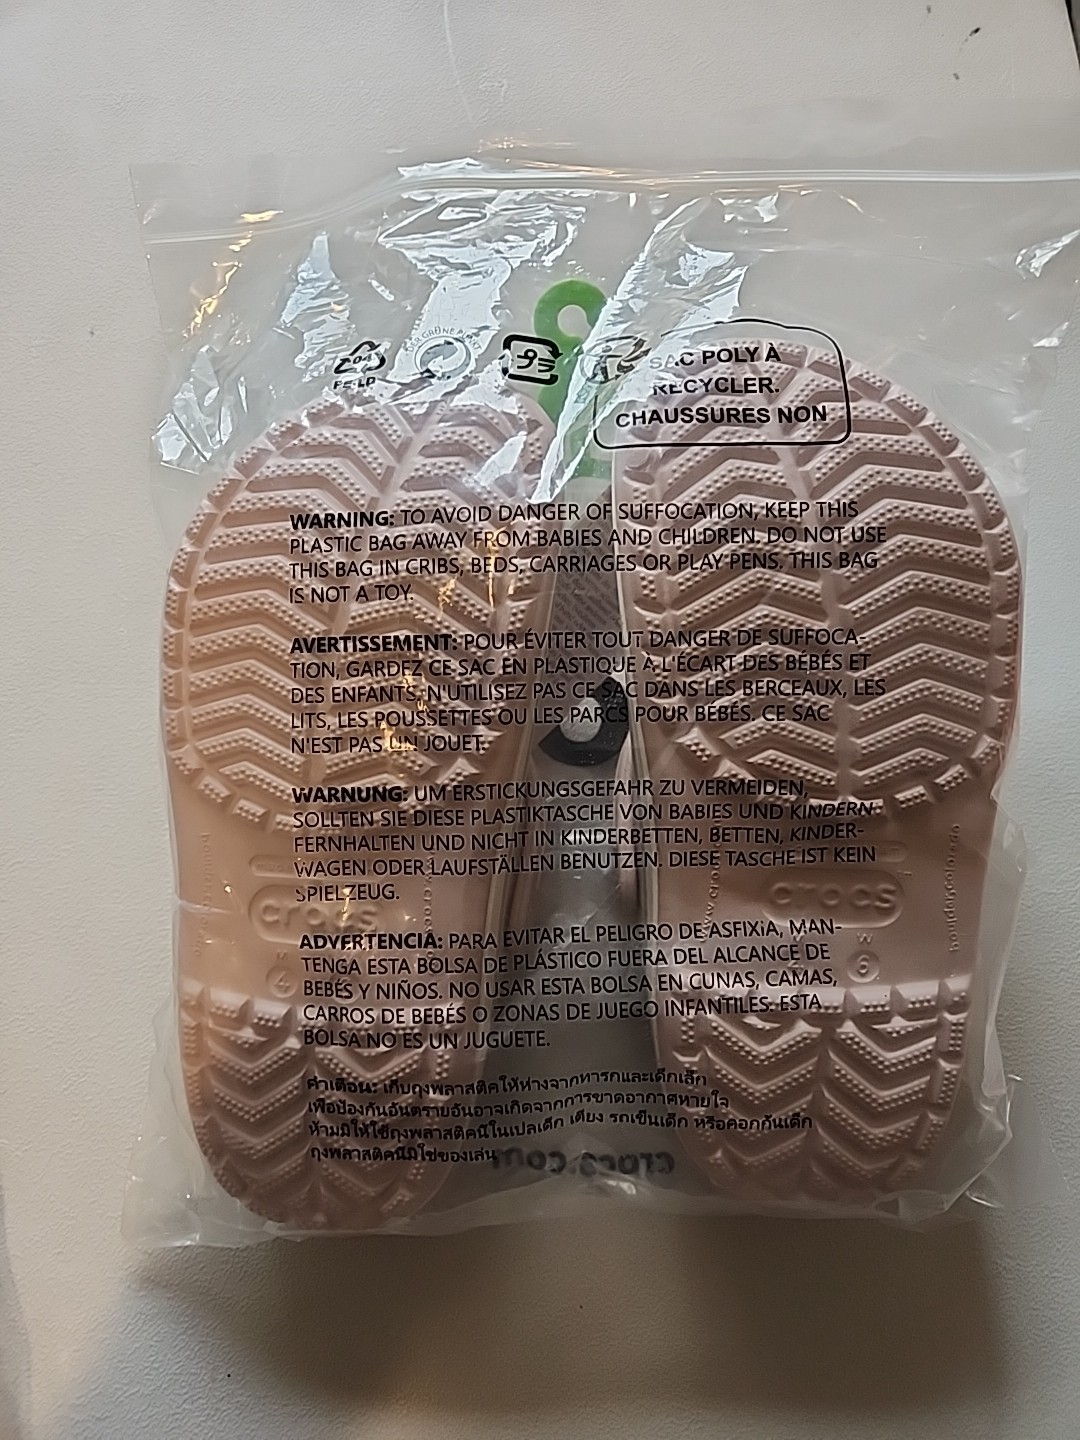 04
PE-LD
DER GRÜNE PUNKT
SAC POLY À
RECYCLER.
CHAUSSURES NON
WARNING: TO AVOID DANGER OF SUFFOCATION, KEEP THIS
PLASTIC BAG AWAY FROM BABIES AND CHILDREN. DO NOT USE
THIS BAG IN CRIBS, BEDS, CARRIAGES OR PLAY PENS. THIS BAG
IS NOT A TOY.
AVERTISSEMENT: POUR ÉVITER TOUT DANGER DE SUFFOCA-
TION, GARDEZ CE SAC EN PLASTIQUE À L'ÉCART DES BÉBÉS ET
DES ENFANTS. N'UTILISEZ PAS CE SAC DANS LES BERCEAUX, LES
LITS, LES POUSSETTES OU LES PARCS POUR BÉBÉS. CE SAC
N'EST PAS UN JOUET.
WARNUNG: UM ERSTICKUNGSGEFAHR ZU VERMEIDEN,
SOLLTEN SIE DIESE PLASTIKTASCHE VON BABIES UND KINDERN
FERNHALTEN UND NICHT IN KINDERBETTEN, BETTEN, KINDER-
WAGEN ODER LAUFSTÄLLEN BENUTZEN. DIESE TASCHE IST KEIN
SPIELZEUG.
crocs crocs
ADVERTENCIA: PARA EVITAR EL PELIGRO DE ASFIXiA, MAN-
TENGA ESTA BOLSA DE PLÁSTICO FUERA DEL ALCANCE DE
BEBÉS Y NIÑOS. NO USAR ESTA BOLSA EN CUNAS, CAMAS,
CARROS DE BEBÉS O ZONAS DE JUEGO INFANTILES. ESTA
BOLSA NO ES UN JUGUETE.
M W
4 6
คำเตือน: เก็บถุงพลาสติคให้ห่างจากทารกและเด็กเล็ก
เพื่อป้องกันอันตรายอันอาจเกิดจากการขาดอากาศหายใจ
ห้ามมิให้ใช้ถุงพลาสติคนี้ในเปลเด็ก เตียง รถเข็นเด็ก หรือคอกกันเด็ก
ถุงพลาสติคนี้มิใช่ของเล่น
crocs.com